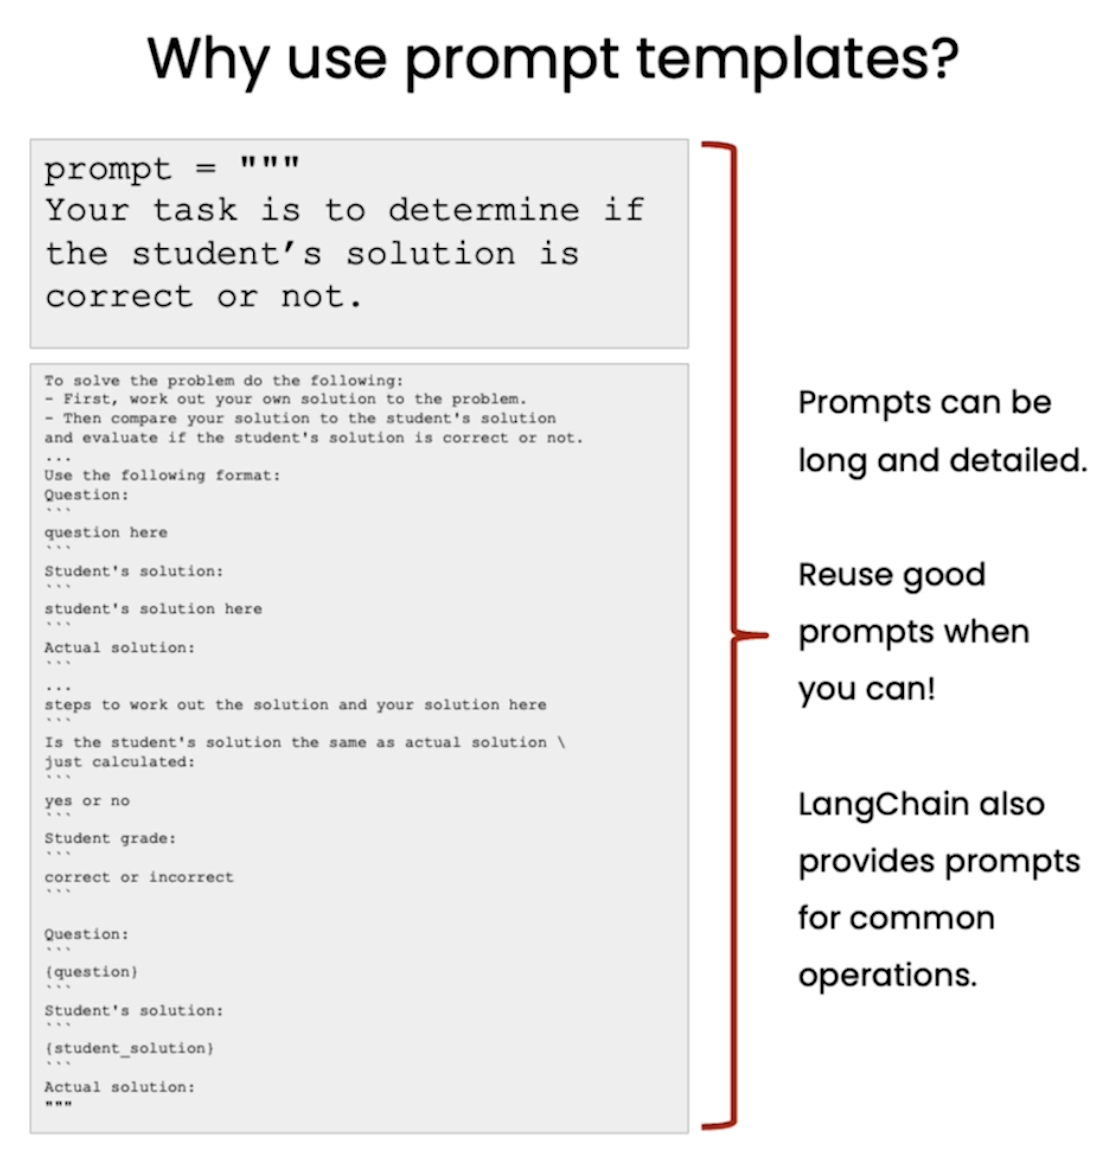 Why use prompt templates?
prompt = """
Your task is to determine if
the student’s solution is
correct or not.
To solve the problem do the following:
- First, work out your own solution to the problem.
- Then compare your solution to the student's solution
and evaluate if the student's solution is correct or not.
...
Use the following format:
Question:
```
question here
```
Student's solution:
```
student's solution here
```
Actual solution:
```
...
steps to work out the solution and your solution here
```
Is the student's solution the same as actual solution \
just calculated:
```
yes or no
```
Student grade:
```
correct or incorrect
```
Question:
```
{question}
```
Student's solution:
```
{student_solution}
```
Actual solution:
"""
Prompts can be
long and detailed.
Reuse good
prompts when
you can!
LangChain also
provides prompts
for common
operations.